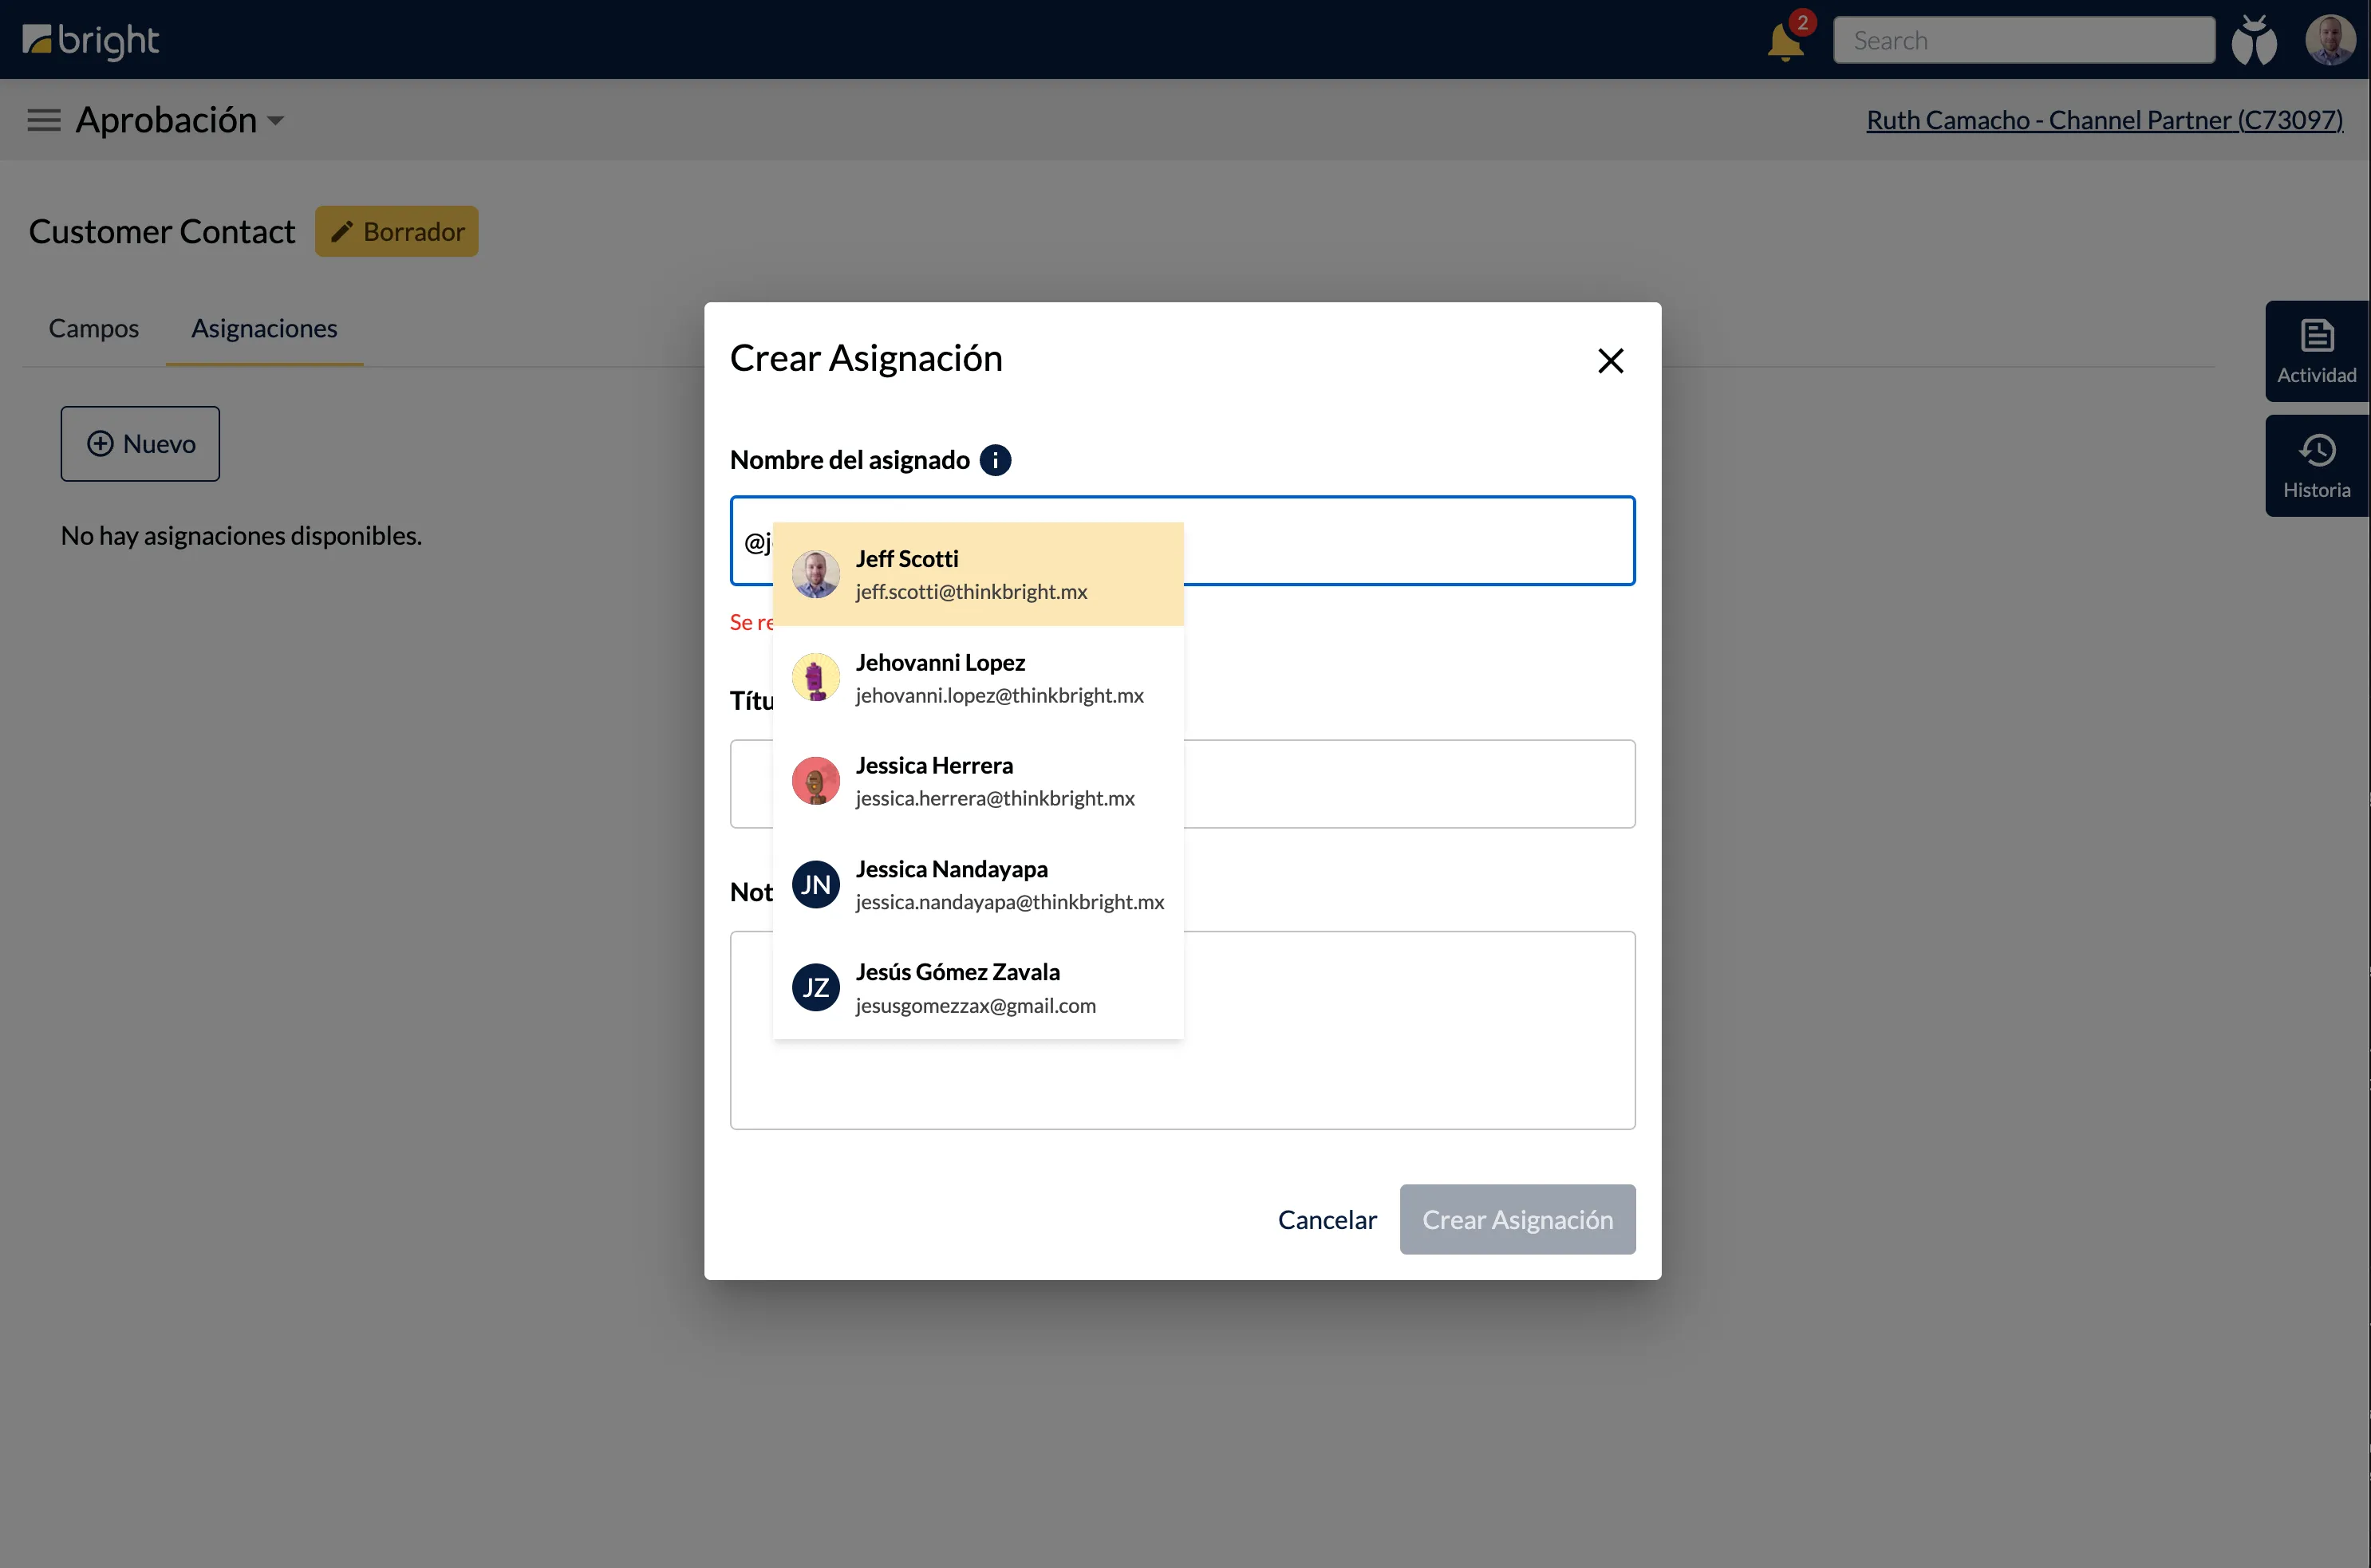 bright
2
Search
Aprobación
Ruth Camacho - Channel Partner (C73097)
Customer Contact
Borrador
Campos
Asignaciones
Nuevo
No hay asignaciones disponibles.
Actividad
Historia
Crear Asignación
Nombre del asignado
@j
Se re
Títu
Not
Jeff Scotti
jeff.scotti@thinkbright.mx
Jehovanni Lopez
jehovanni.lopez@thinkbright.mx
Jessica Herrera
jessica.herrera@thinkbright.mx
JN
Jessica Nandayapa
jessica.nandayapa@thinkbright.mx
JZ
Jesús Gómez Zavala
jesusgomezzax@gmail.com
Cancelar
Crear Asignación